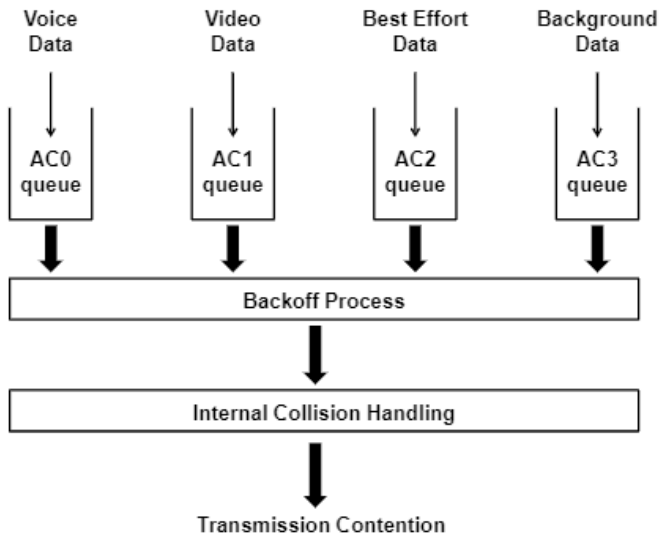 Voice Data
Video Data
Best Effort Data
Background Data
AC0 queue
AC1 queue
AC2 queue
AC3 queue
Backoff Process
Internal Collision Handling
Transmission Contention